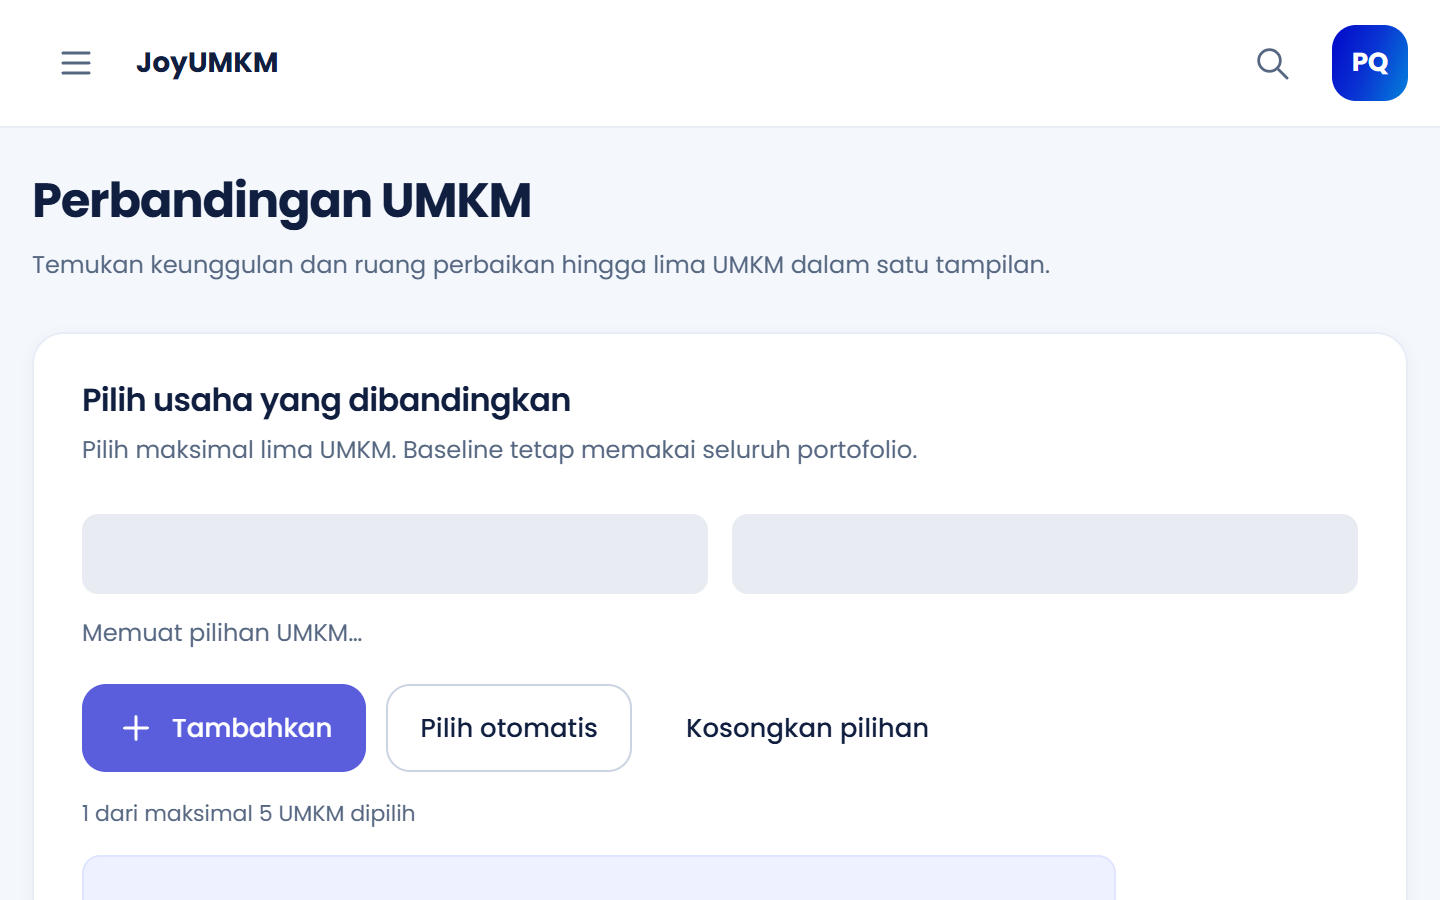 JoyUMKM
PQ
Perbandingan UMKM
Temukan keunggulan dan ruang perbaikan hingga lima UMKM dalam satu tampilan.
Pilih usaha yang dibandingkan
Pilih maksimal lima UMKM. Baseline tetap memakai seluruh portofolio.
Memuat pilihan UMKM...
Tambahkan
Pilih otomatis
Kosongkan pilihan
1 dari maksimal 5 UMKM dipilih